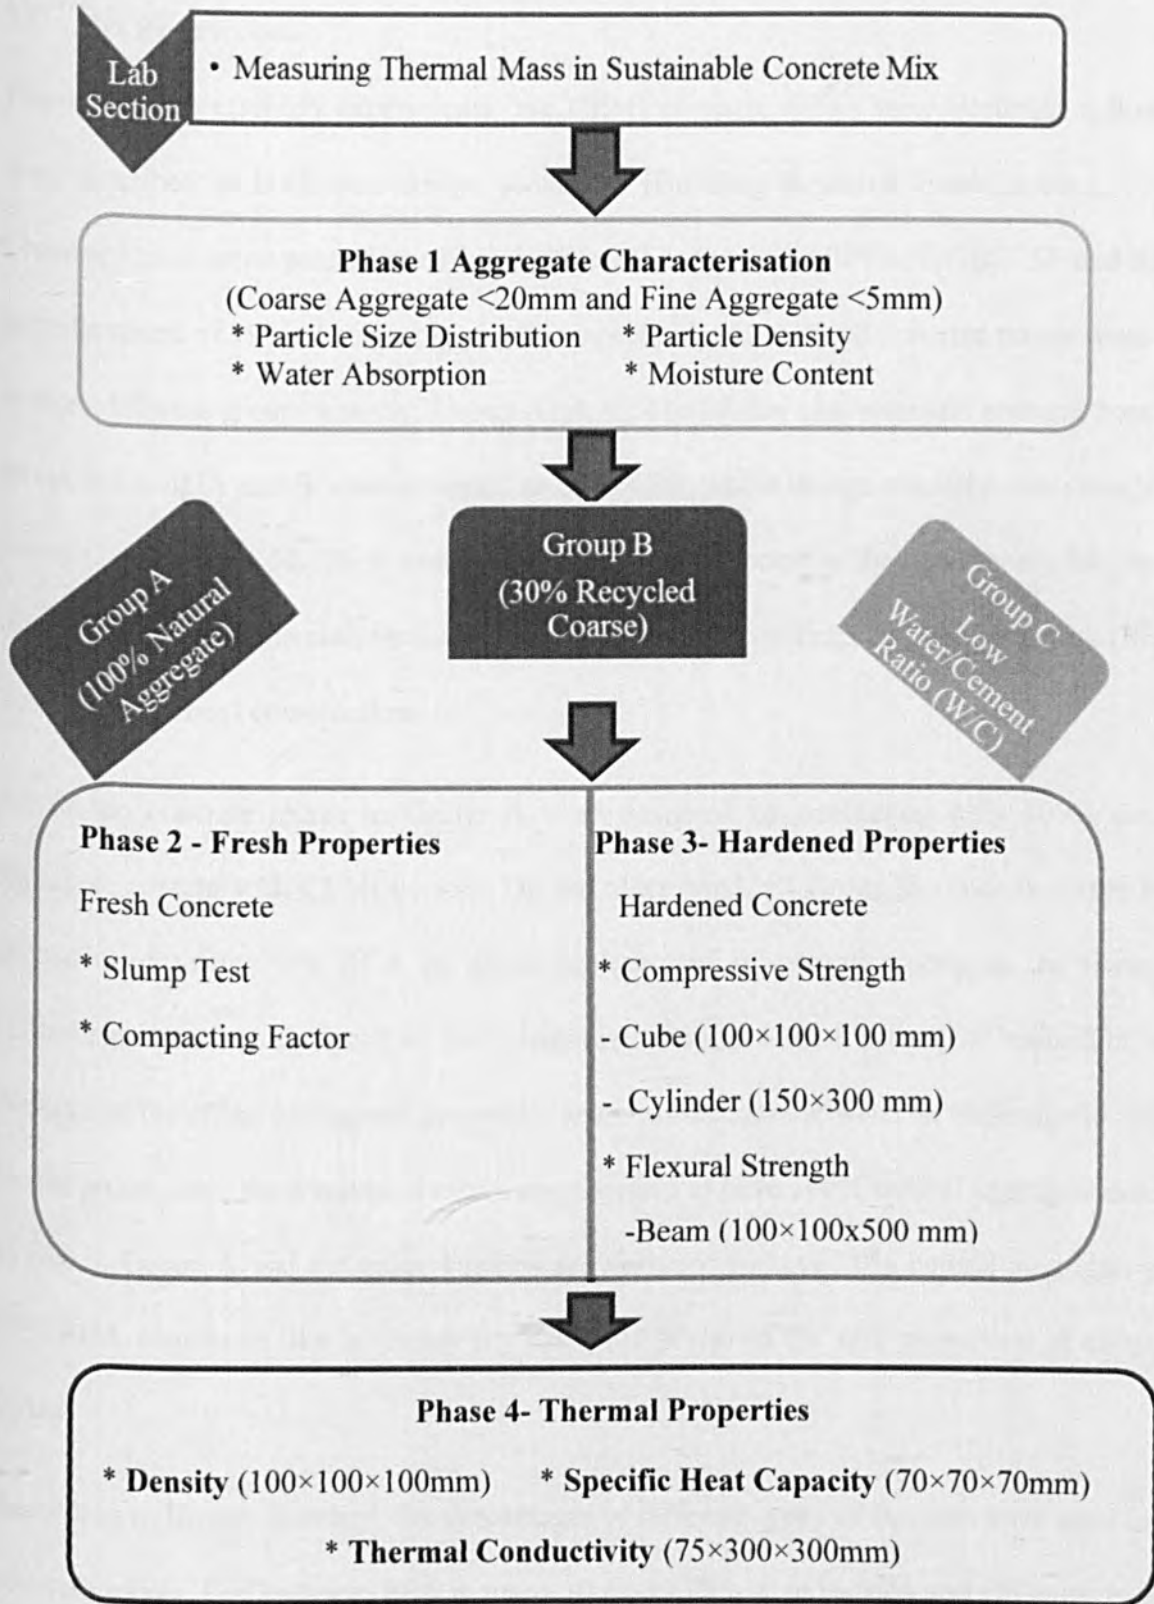 Lab
Section
• Measuring Thermal Mass in Sustainable Concrete Mix
Phase 1 Aggregate Characterisation
(Coarse Aggregate <20mm and Fine Aggregate <5mm)
* Particle Size Distribution * Particle Density
* Water Absorption * Moisture Content
Group A
(100% Natural
Aggregate)
Group B
(30% Recycled
Coarse)
Group C
Low
Water/Cement
Ratio (W/C)
Phase 2 - Fresh Properties
Fresh Concrete
* Slump Test
* Compacting Factor
Phase 3- Hardened Properties
Hardened Concrete
* Compressive Strength
- Cube (100×100×100 mm)
- Cylinder (150×300 mm)
* Flexural Strength
-Beam (100×100x500 mm)
Phase 4- Thermal Properties
* Density (100×100×100mm) * Specific Heat Capacity (70×70×70mm)
* Thermal Conductivity (75×300×300mm)